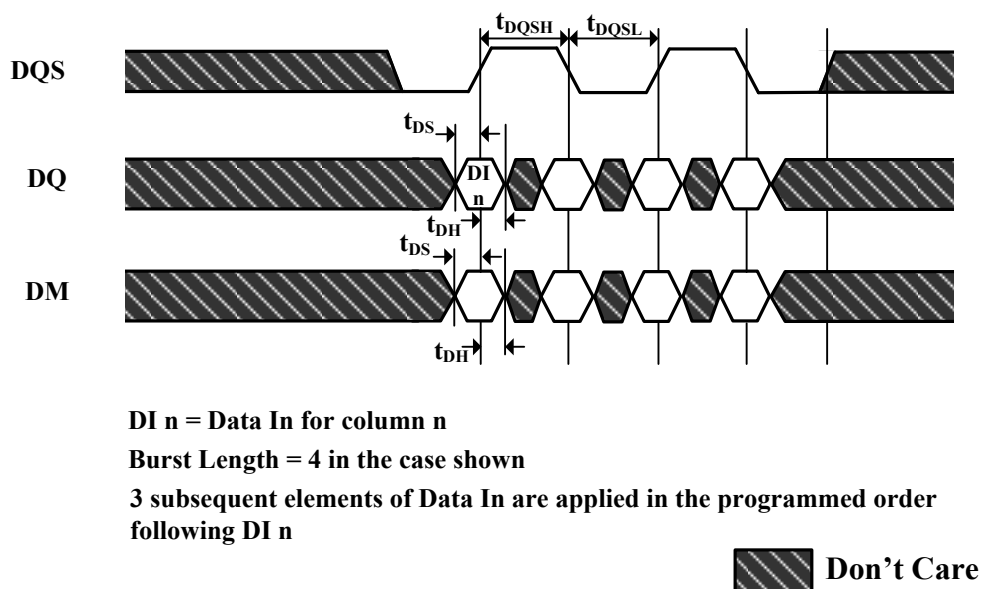 tDQSH tDQSL
DQS
tDS
DQ
DI
n
tDH
tDS
DM
tDH
DI n = Data In for column n
Burst Length = 4 in the case shown
3 subsequent elements of Data In are applied in the programmed order
following DI n
Don't Care